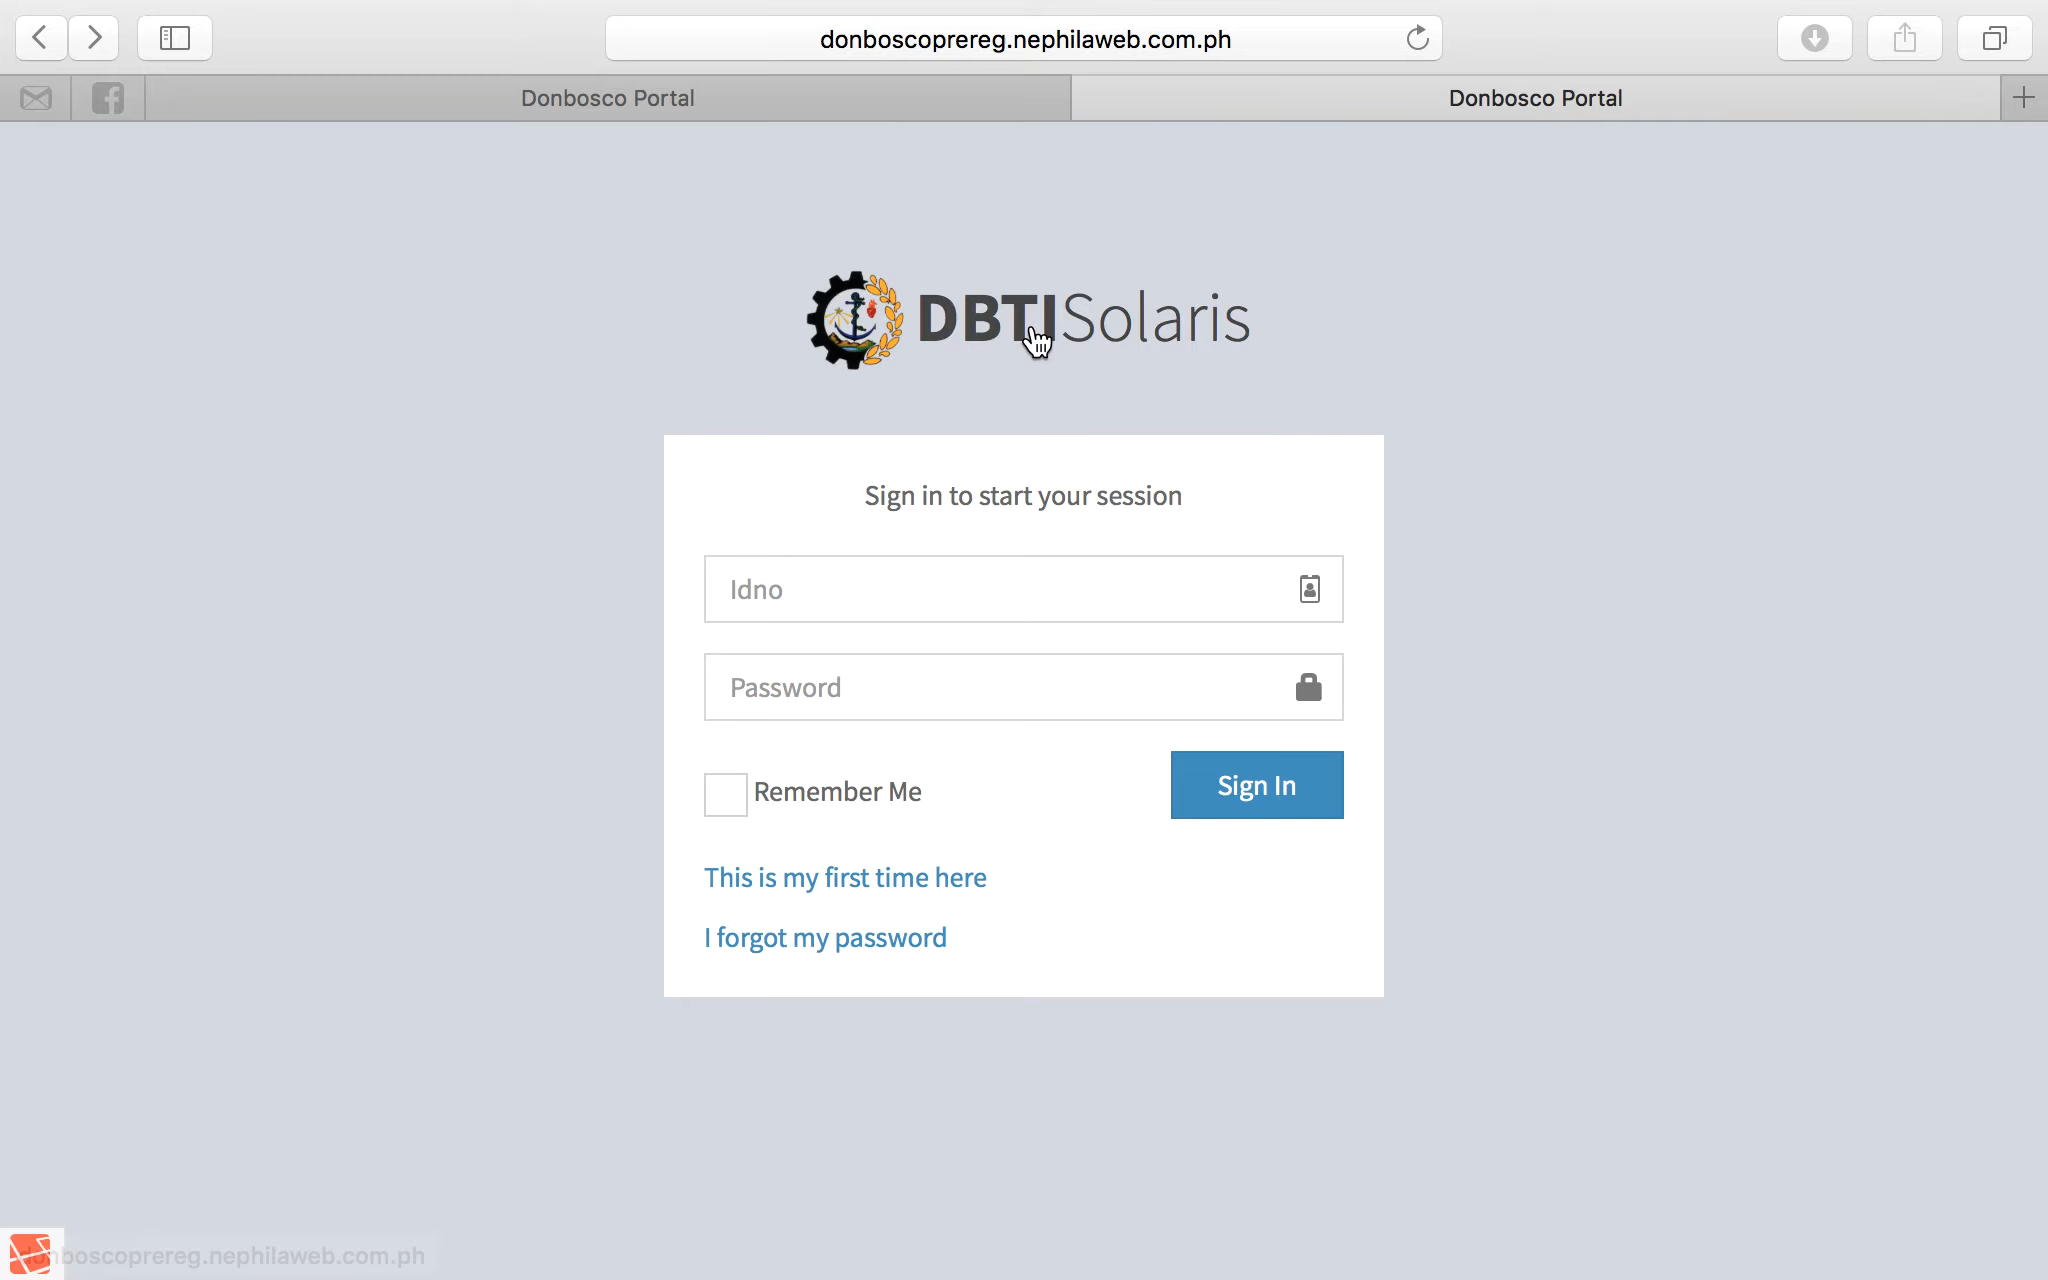 donboscoprereg.nephilaweb.com.ph
Donbosco Portal
Donbosco Portal
DBTISolaris
Sign in to start your session
Idno
Password
Remember Me
Sign In
This is my first time here
I forgot my password
donboscoprereg.nephilaweb.com.ph